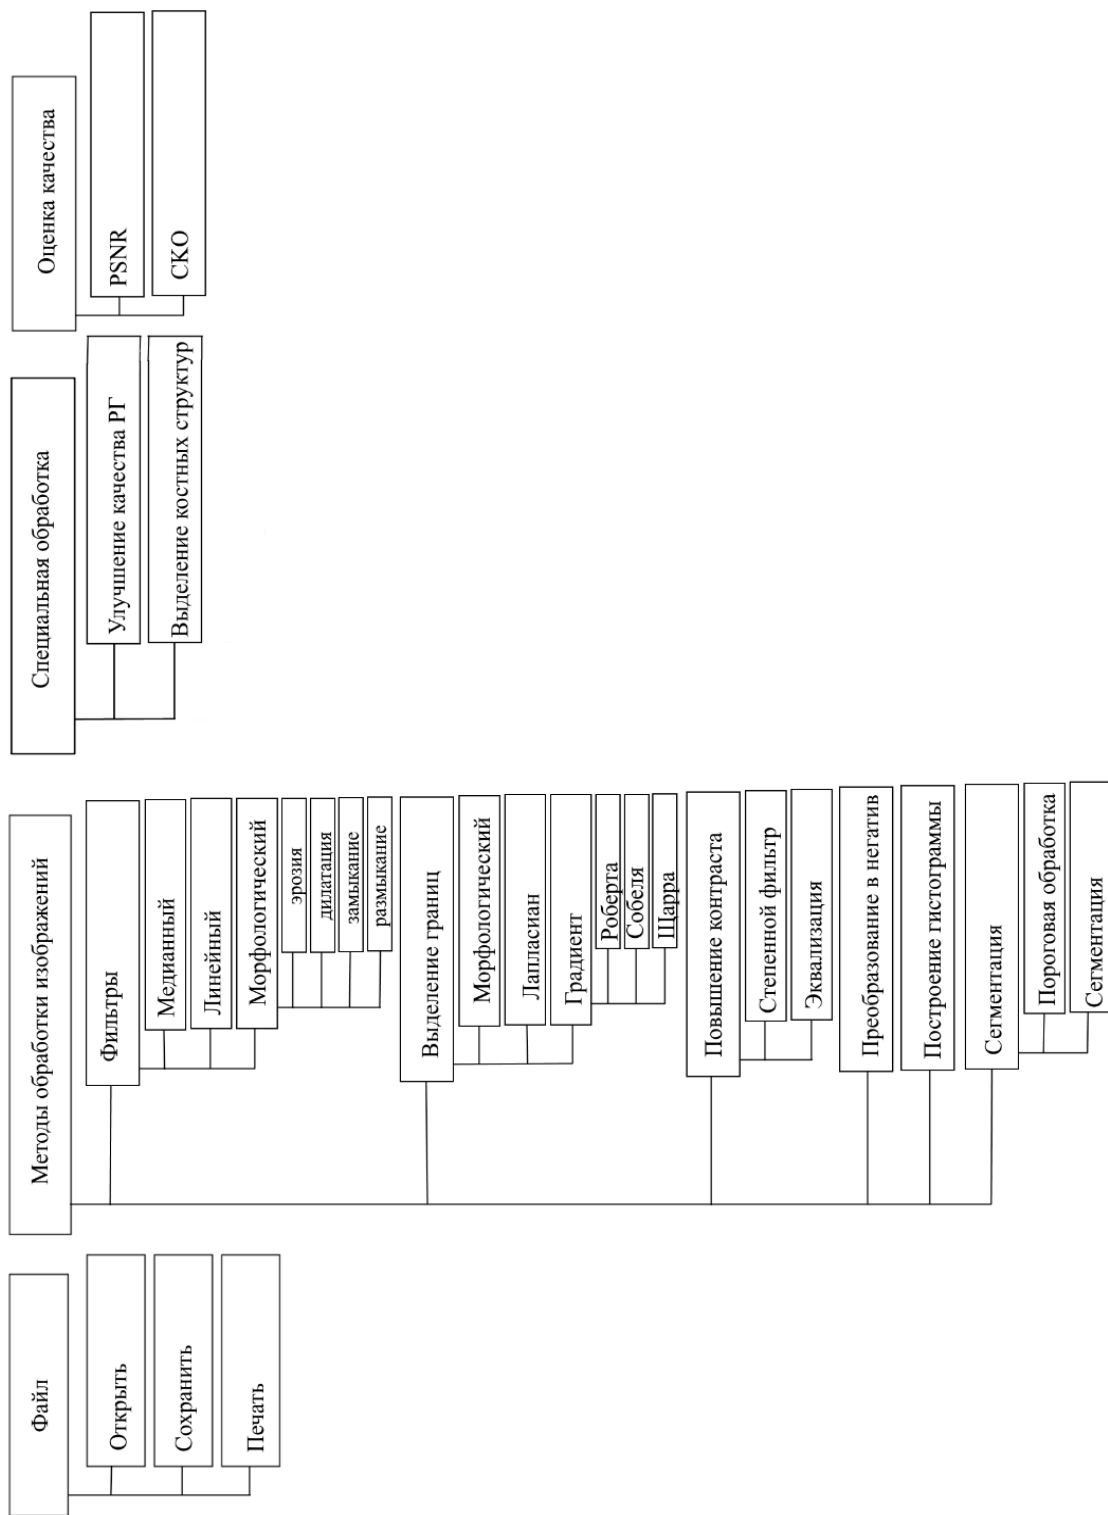 Файл
Открыть
Сохранить
Печать
Методы обработки изображений
Фильтры
Медианный
Линейный
Морфологический
эрозия
дилатация
замыкание
размыкание
Выделение границ
Морфологический
Лапласиан
Градиент
Роберта
Собеля
Щарра
Повышение контраста
Степенной фильтр
Эквализация
Преобразование в негатив
Построение гистограммы
Сегментация
Пороговая обработка
Сегментация
Специальная обработка
Улучшение качества РГ
Выделение костных структур
Оценка качества
PSNR
СКО